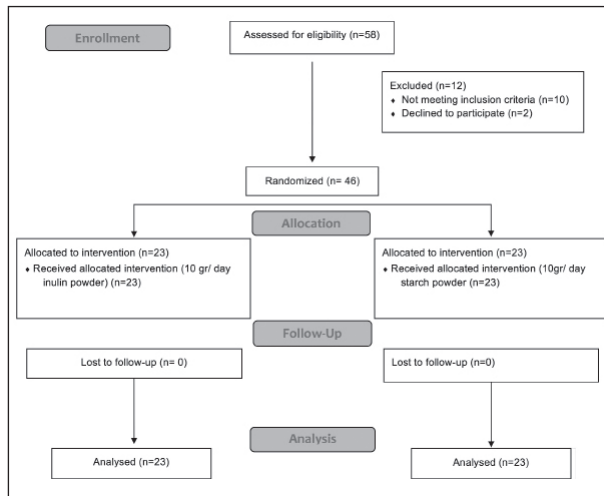 Enrollment
Assessed for eligibility (n=58)
Excluded (n=12)
♦ Not meeting inclusion criteria (n=10)
♦ Declined to participate (n=2)
Randomized (n= 46)
Allocation
Allocated to intervention (n=23)
♦ Received allocated intervention (10 gr/ day
inulin powder) (n=23)
Allocated to intervention (n=23)
♦ Received allocated intervention (10gr/ day
starch powder) (n=23)
Follow-Up
Lost to follow-up (n= 0)
Lost to follow-up (n=0)
Analysis
Analysed (n=23)
Analysed (n=23)